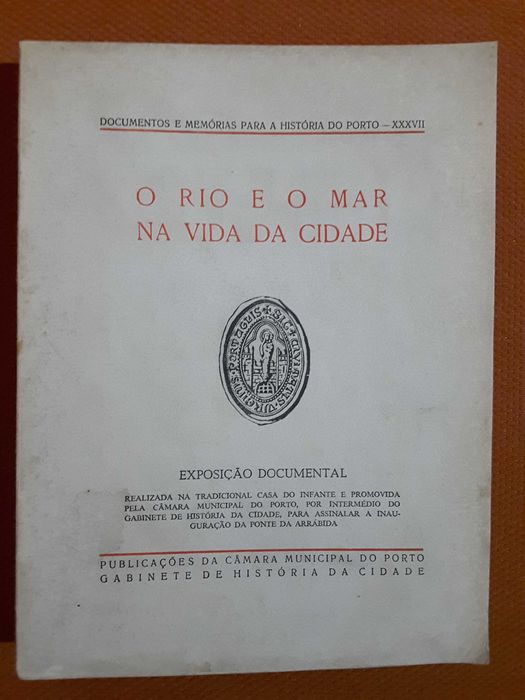 DOCUMENTOS E MEMÓRIAS PARA A HISTÓRIA DO PORTO — XXXVII
O RIO E O MAR
NA VIDA DA CIDADE
EXPOSIÇÃO DOCUMENTAL
REALIZADA NA TRADICIONAL CASA DO INFANTE E PROMOVIDA
PELA CÂMARA MUNICIPAL DO PORTO, POR INTERMÉDIO DO
GABINETE DE HISTÓRIA DA CIDADE, PARA ASSINALAR A INAU-
GURAÇÃO DA PONTE DA ARRÁBIDA
PUBLICAÇÕES DA CÂMARA MUNICIPAL DO PORTO
GABINETE DE HISTÓRIA DA CIDADE